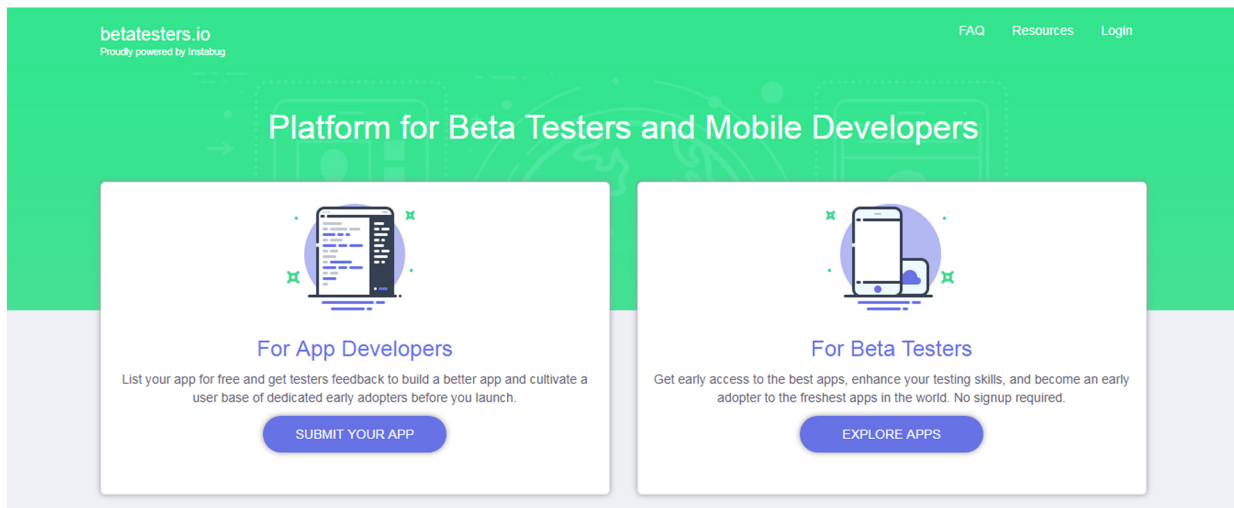 betatesters.io
Proudly powered by Instabug
FAQ Resources Login
Platform for Beta Testers and Mobile Developers
For App Developers
List your app for free and get testers feedback to build a better app and cultivate a
user base of dedicated early adopters before you launch.
SUBMIT YOUR APP
For Beta Testers
Get early access to the best apps, enhance your testing skills, and become an early
adopter to the freshest apps in the world. No signup required.
EXPLORE APPS